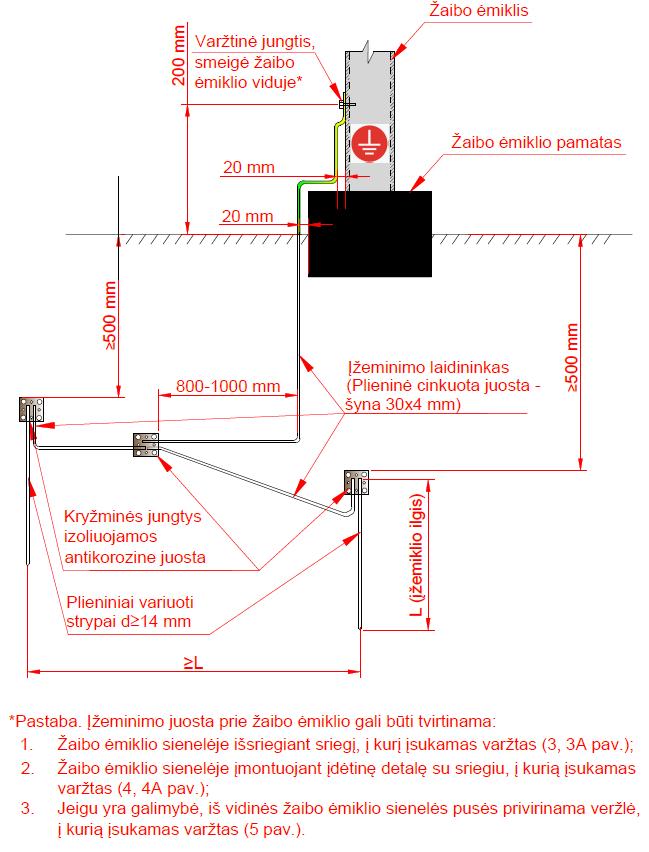 Žaibo ėmiklis
Varžtinė jungtis,
smeigė žaibo
ėmiklio viduje*
200 mm
Žaibo ėmiklio pamatas
20 mm
20 mm
≥500 mm
≥500 mm
800-1000 mm
Įžeminimo laidininkas
(Plieninė cinkuota juosta -
šyna 30x4 mm)
Kryžminės jungtys
izoliuojamos
antikorozine juosta
L (įžemiklio ilgis)
Plieniniai variuoti
strypai d≥14 mm
≥L
*Pastaba. Įžeminimo juosta prie žaibo ėmiklio gali būti tvirtinama:
1. Žaibo ėmiklio sienelėje išsriegiant sriegį, į kurį įsukamas varžtas (3, 3A pav.);
2. Žaibo ėmiklio sienelėje įmontuojant įdėtinę detalę su sriegiu, į kurią įsukamas
varžtas (4, 4A pav.);
3. Jeigu yra galimybė, iš vidinės žaibo ėmiklio sienelės pusės privirinama veržlė,
į kurią įsukamas varžtas (5 pav.).